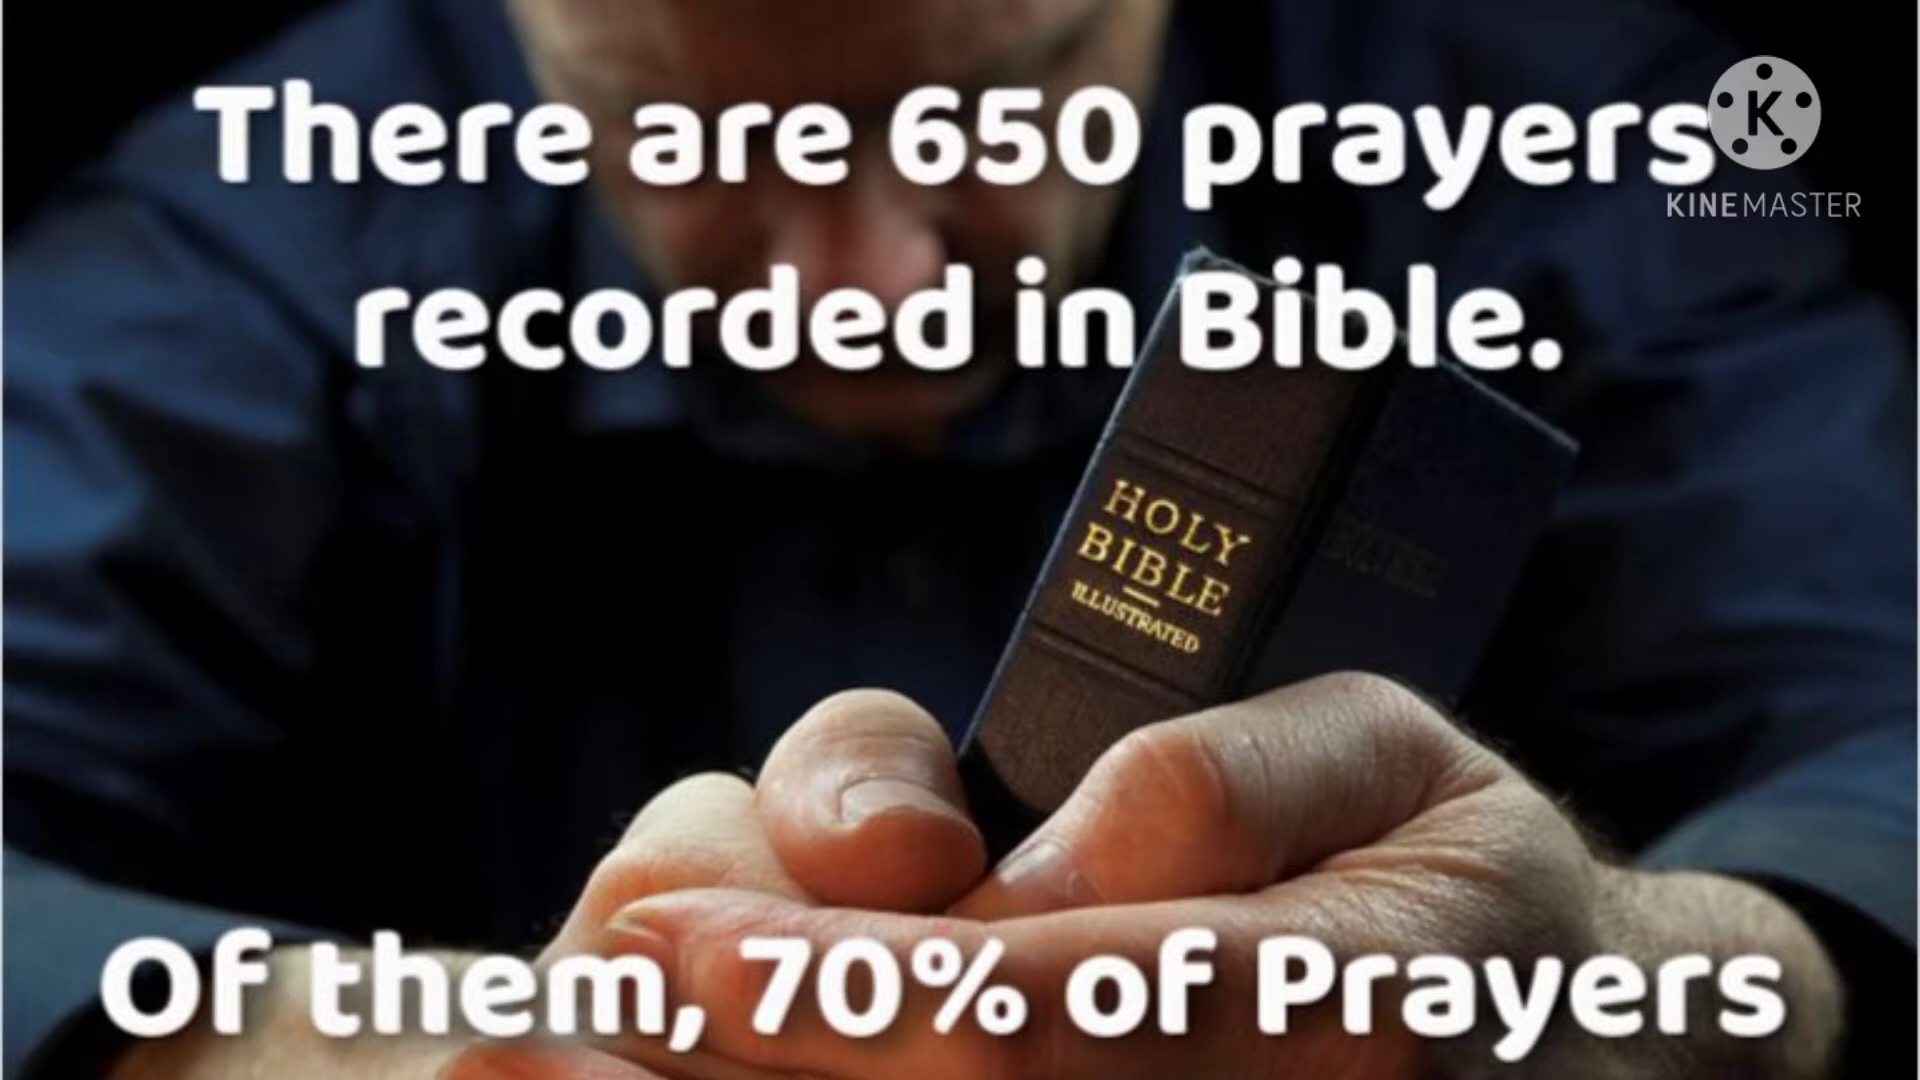 There are 650 prayers
recorded in Bible.
K
KINEMASTER
HOLY
BIBLE
ILLUSTRATED
Of them, 70% of Prayers